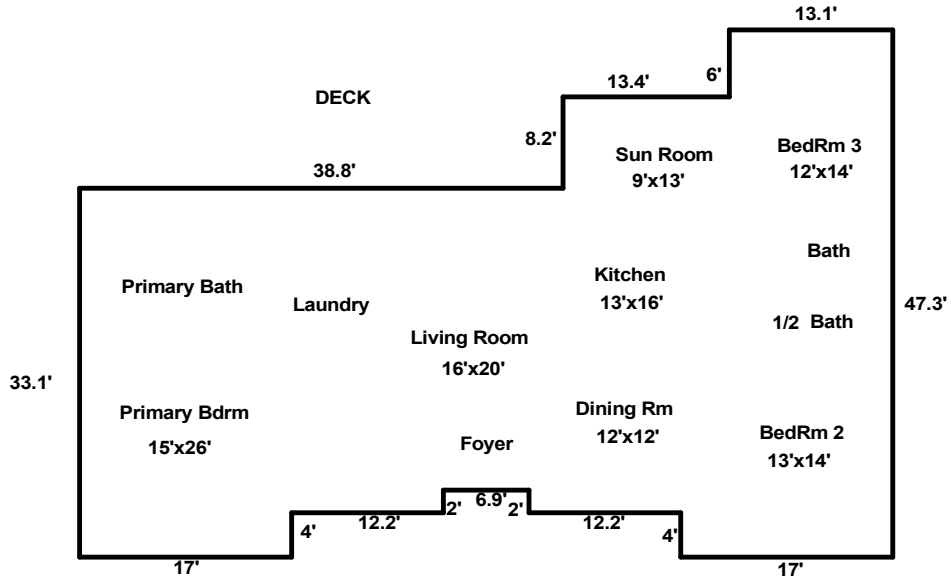 13.1'
6'
13.4'
DECK
8.2'
BedRm 3
12'x14'
Sun Room
9'x13'
38.8'
Bath
Primary Bath
Kitchen
13'x16'
Laundry
47.3'
1/2 Bath
Living Room
16'x20'
33.1'
Primary Bdrm
15'x26'
Dining Rm
12'x12'
Foyer
BedRm 2
13'x14'
6.9'
2'
2'
12.2'
12.2'
4'
4'
17'
17'